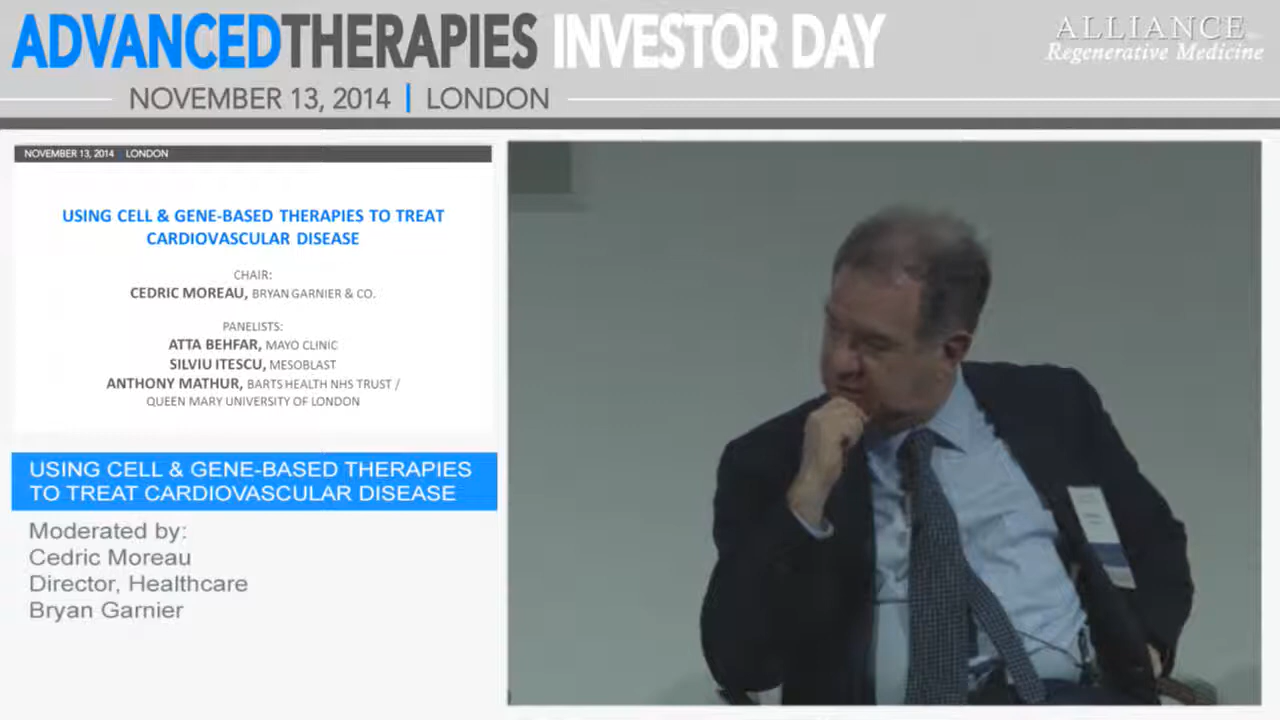 ADVANCEDTHERAPIES INVESTOR DAY
NOVEMBER 13, 2014 | LONDON
ALLIANCE
Regenerative Medicine
NOVEMBER 13, 2014 | LONDON
USING CELL & GENE-BASED THERAPIES TO TREAT
CARDIOVASCULAR DISEASE
CHAIR:
CEDRIC MOREAU, BRYAN GARNIER & CO.
PANELISTS:
ATTA BEHFAR, MAYO CLINIC
SILVIU ITESCU, MESOBLAST
ANTHONY MATHUR, BARTS HEALTH NHS TRUST /
QUEEN MARY UNIVERSITY OF LONDON
USING CELL & GENE-BASED THERAPIES
TO TREAT CARDIOVASCULAR DISEASE
Moderated by:
Cedric Moreau
Director, Healthcare
Bryan Garnier